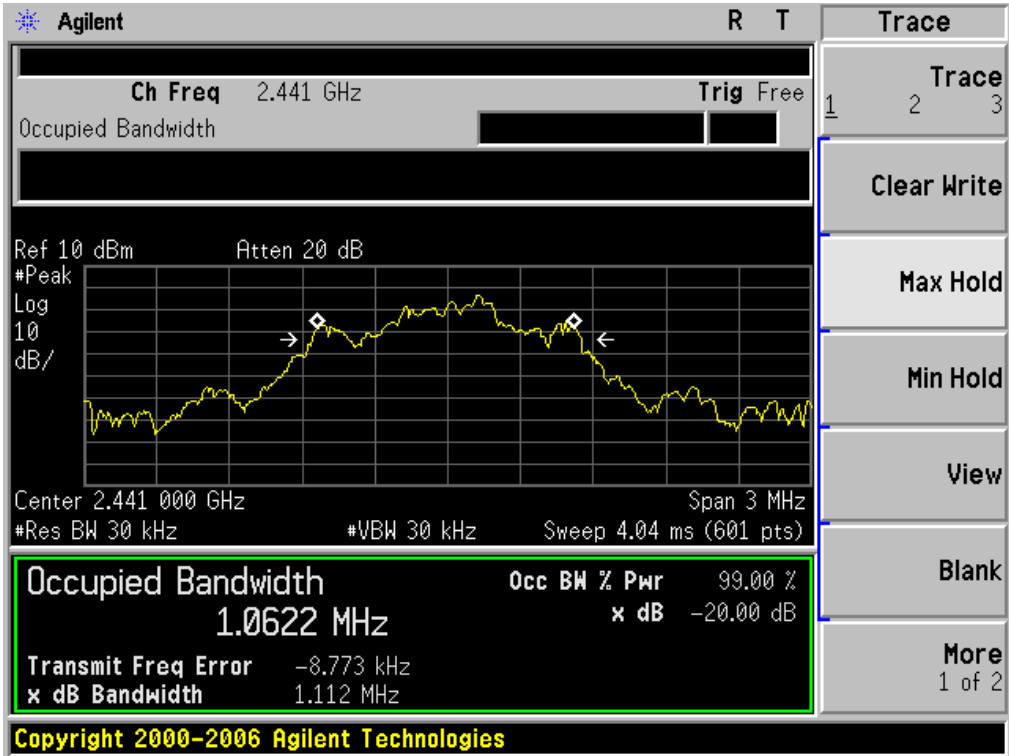 Agilent R T
Ch Freq 2.441 GHz Trig Free
Occupied Bandwidth
Ref 10 dBm Atten 20 dB
#Peak
Log
10
dB/
Center 2.441 000 GHz Span 3 MHz
#Res BW 30 kHz #VBW 30 kHz Sweep 4.04 ms (601 pts)
Occupied Bandwidth Occ BW % Pwr 99.00 %
1.0622 MHz x dB -20.00 dB
Transmit Freq Error -8.773 kHz
x dB Bandwidth 1.112 MHz
Copyright 2000-2006 Agilent Technologies
Trace
Trace
1 2 3
Clear Write
Max Hold
Min Hold
View
Blank
More
1 of 2